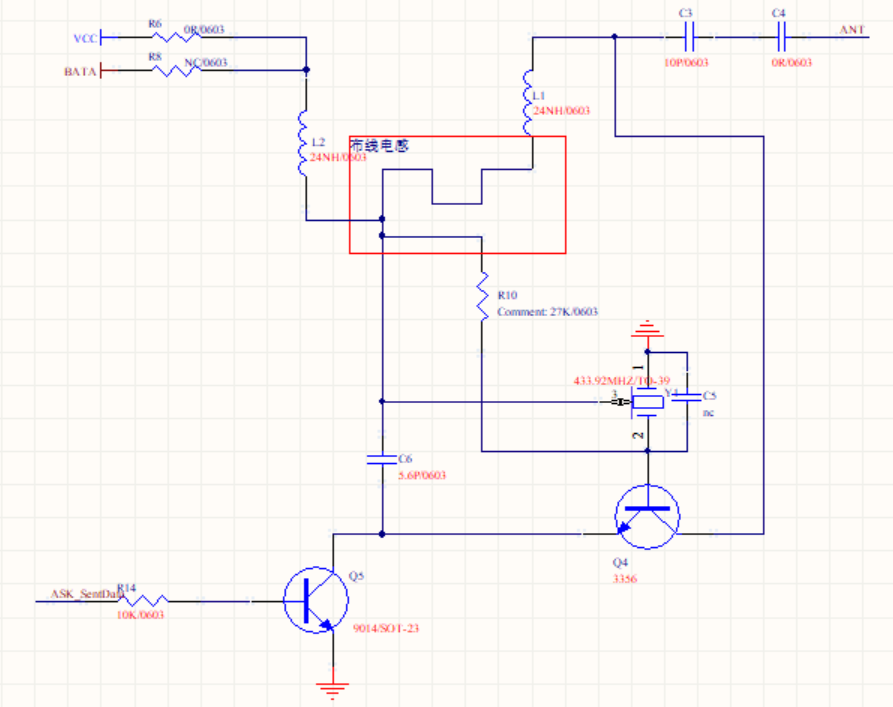 C3
C4
R6
0R/0603
ANT
VCC
R8
NC/0603
10P/0603
0R/0603
BATA
L1
24NH/0603
L2
布线电感
24NH/0603
R10
Comment: 27K/0603
1
433.92MHZ/TO-39
3
Y1
C5
nc
2
C6
5.6P/0603
Q4
3356
Q5
ASK_SentData
R14
10K/0603
9014/SOT-23